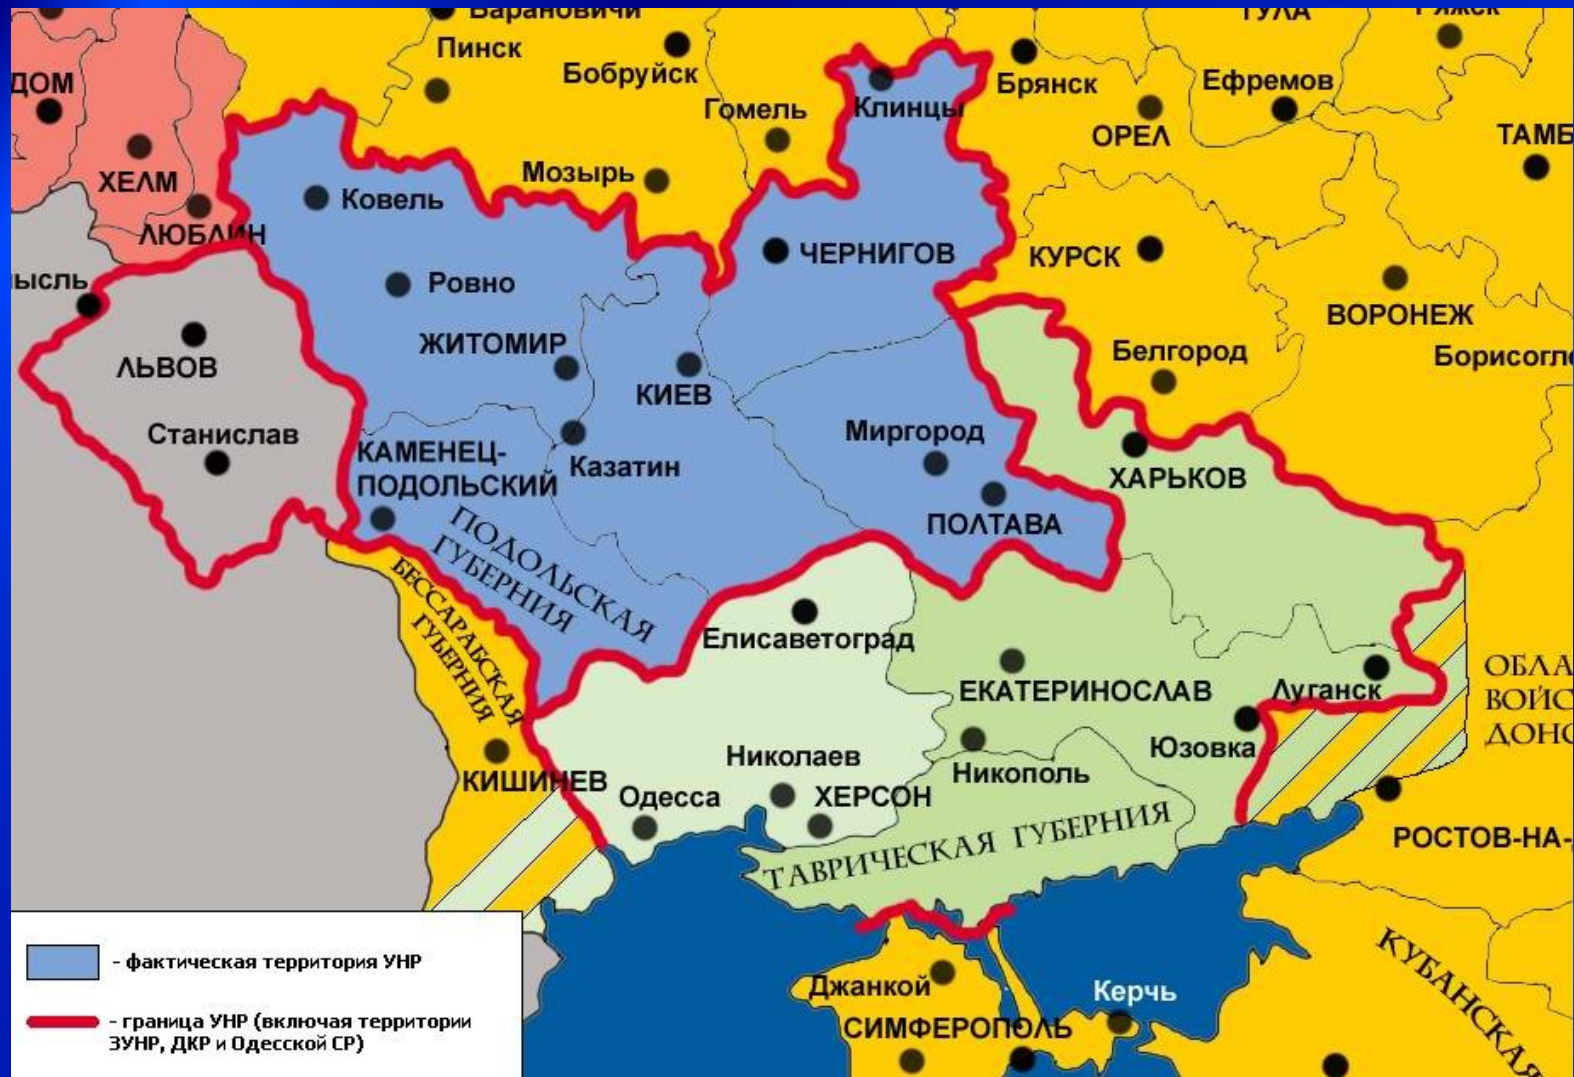 Барановичи
ТУЛА
Ряжск
Пинск
Бобруйск
Брянск
Ефремов
ДОМ
Гомель
Клинцы
ОРЕЛ
ТАМБ
ХЕЛМ
Мозырь
Ковель
ЛЮБЛИН
ЧЕРНИГОВ
КУРСК
ысль
Ровно
ВОРОНЕЖ
ЖИТОМИР
Белгород
Борисогле
ЛЬВОВ
КИЕВ
Станислав
Миргород
КАМЕНЕЦ-
ПОДОЛЬСКИЙ
Казатин
ХАРЬКОВ
ПОЛТАВА
ПОДОЛЬСКАЯ
ГУБЕРНИЯ
БЕССАРАБСКАЯ
ГУБЕРНИЯ
Елисаветоград
ОБЛА
ВОЙС
ДОНС
ЕКАТЕРИНОСЛАВ
Луганск
Юзовка
Николаев
Никополь
КИШИНЕВ
Одесса
ХЕРСОН
ТАВРИЧЕСКАЯ ГУБЕРНИЯ
РОСТОВ-НА-
КУБАНСКАЯ
Джанкой
Керчь
СИМФЕРОПОЛЬ
- фактическая территория УНР
- граница УНР (включая территории
ЗУНР, ДКР и Одесской СР)